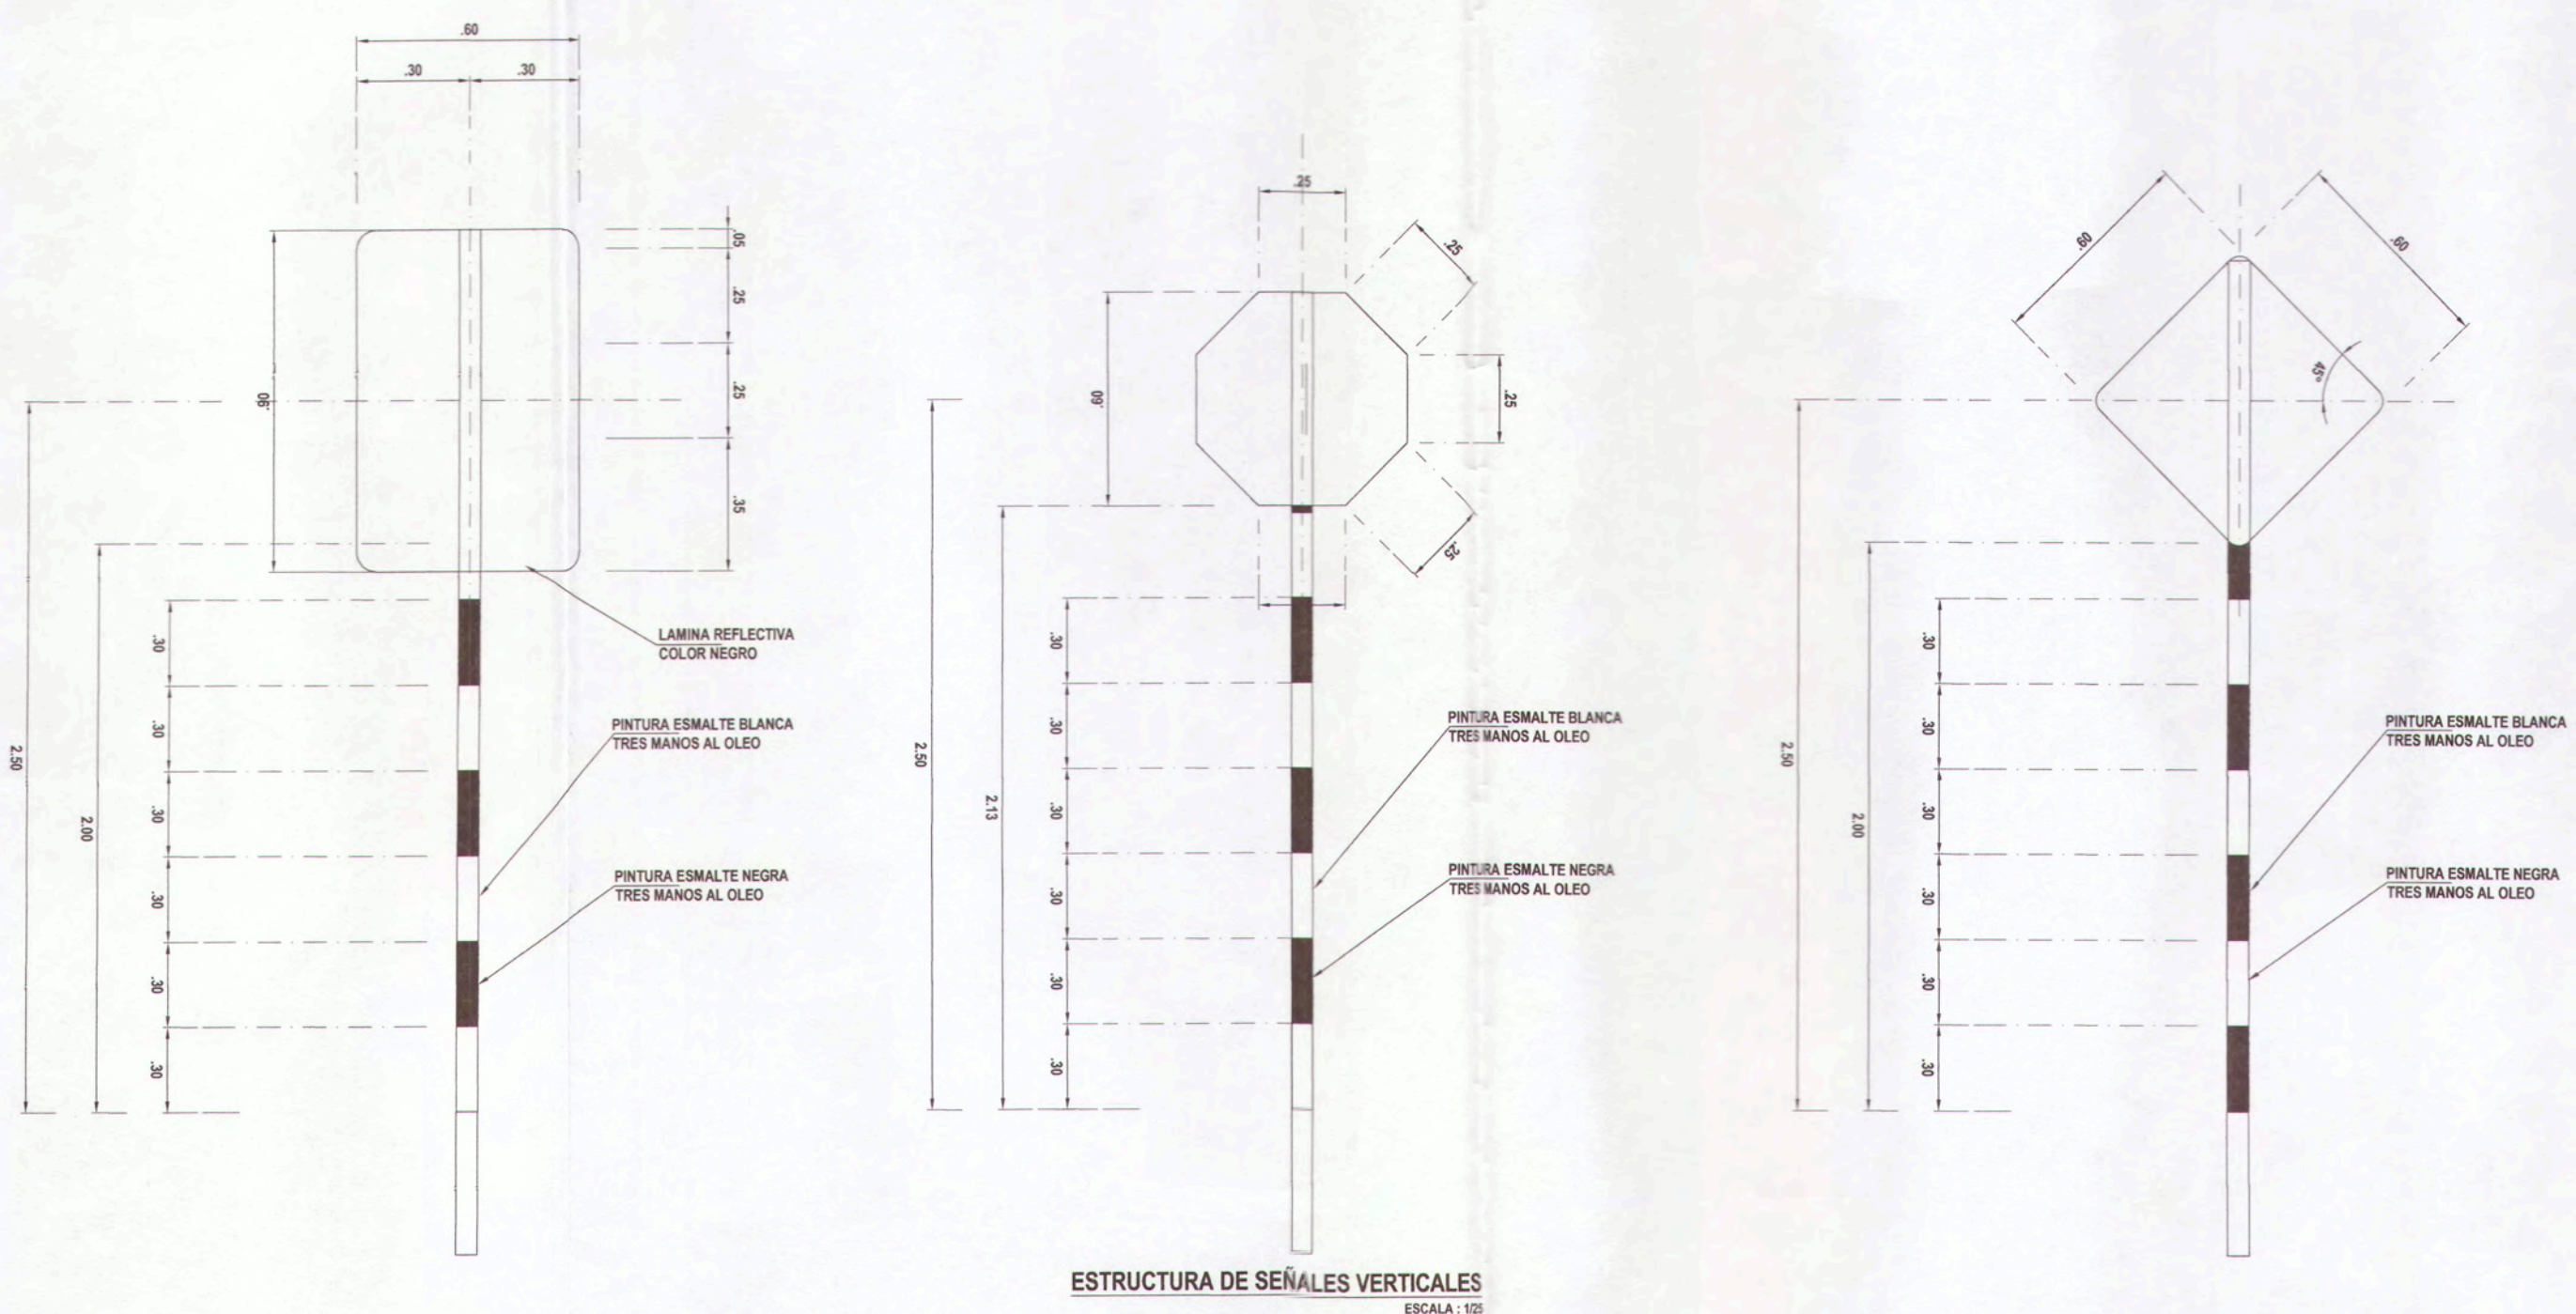 .60
.30
.30
.90
.05
.25
.25
.35
2.50
2.00
.30
.30
.30
.30
.30
.30
LAMINA REFLECTIVA
COLOR NEGRO
PINTURA ESMALTE BLANCA
TRES MANOS AL OLEO
PINTURA ESMALTE NEGRA
TRES MANOS AL OLEO
.25
.25
.25
.25
.60
2.50
2.13
.30
.30
.30
.30
.30
.30
PINTURA ESMALTE BLANCA
TRES MANOS AL OLEO
PINTURA ESMALTE NEGRA
TRES MANOS AL OLEO
.60
.60
45°
2.50
2.00
.30
.30
.30
.30
.30
.30
PINTURA ESMALTE BLANCA
TRES MANOS AL OLEO
PINTURA ESMALTE NEGRA
TRES MANOS AL OLEO
ESTRUCTURA DE SEÑALES VERTICALES
ESCALA : 1/25